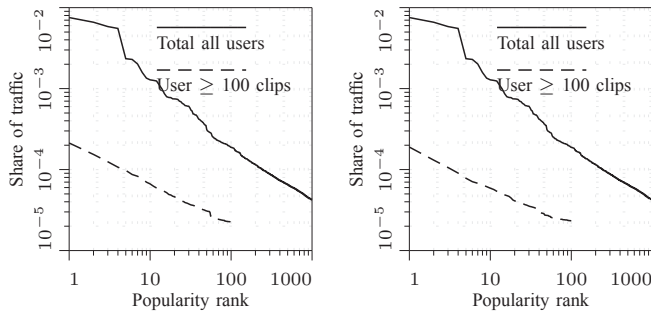 10⁻²
Total all users
User ≥ 100 clips
10⁻³
10⁻⁴
10⁻⁵
Share of traffic
1 10 100 1000
Popularity rank
10⁻²
Total all users
User ≥ 100 clips
10⁻³
10⁻⁴
10⁻⁵
Share of traffic
1 10 100 1000
Popularity rank